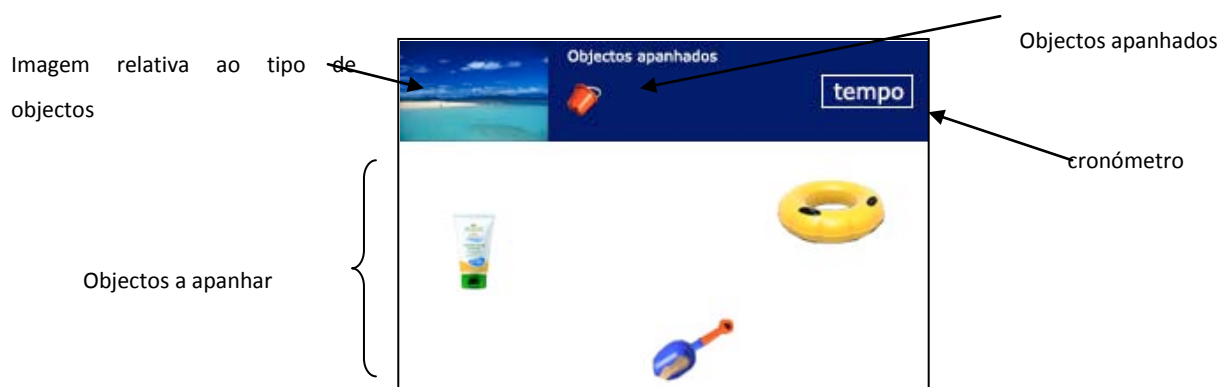 Imagem relativa ao tipo de
objectos
Objectos apanhados
tempo
Objectos apanhados
cronómetro
Objectos a apanhar